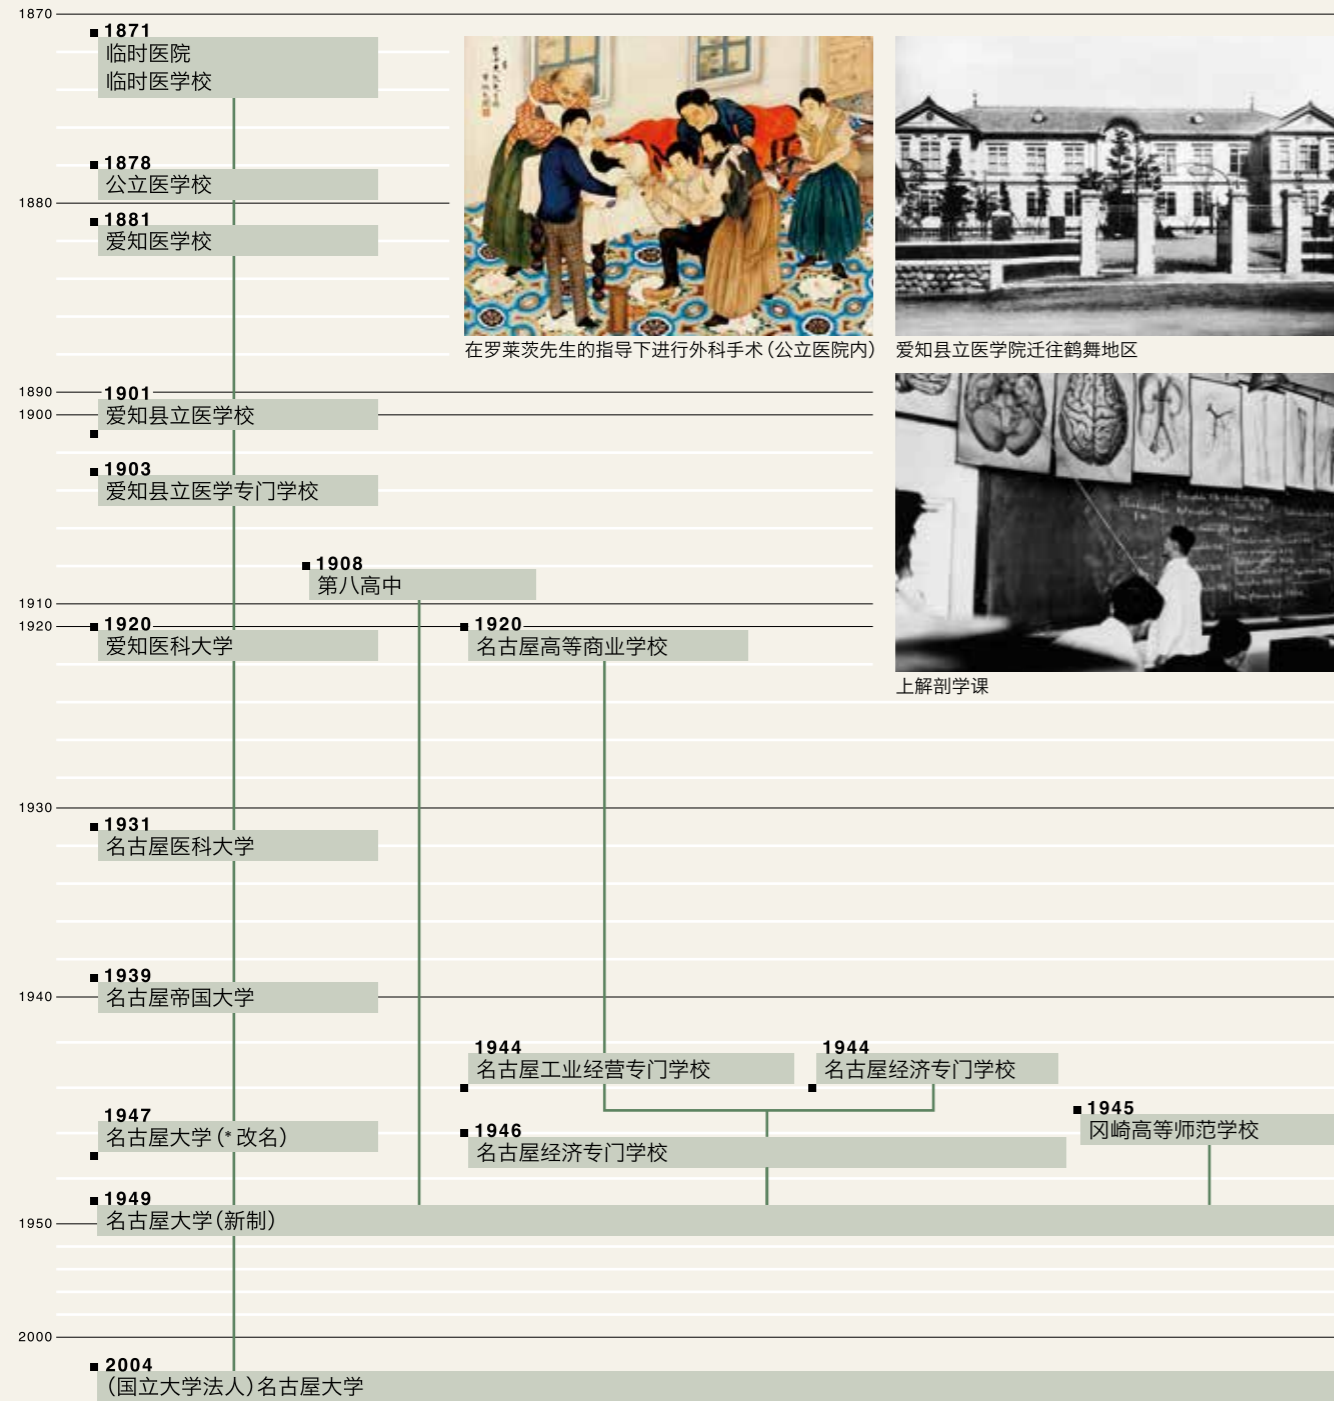 1870
1871
临时医院
临时医学校
1878
公立医学校
1880
1881
爱知医学校
在罗莱茨先生的指导下进行外科手术（公立医院内）
爱知县立医学院迁往鹤舞地区
1890
1901
1900
爱知县立医学校
1903
爱知县立医学专门学校
1908
第八高中
1910
1920
1920
爱知医科大学
1920
名古屋高等商业学校
上解剖学课
1930
1931
名古屋医科大学
1939
1940
名古屋帝国大学
1944
名古屋工业经营专门学校
1944
名古屋经济专门学校
1945
冈崎高等师范学校
1947
名古屋大学（*改名）
1946
名古屋经济专门学校
1949
1950
名古屋大学（新制）
2000
2004
（国立大学法人）名古屋大学